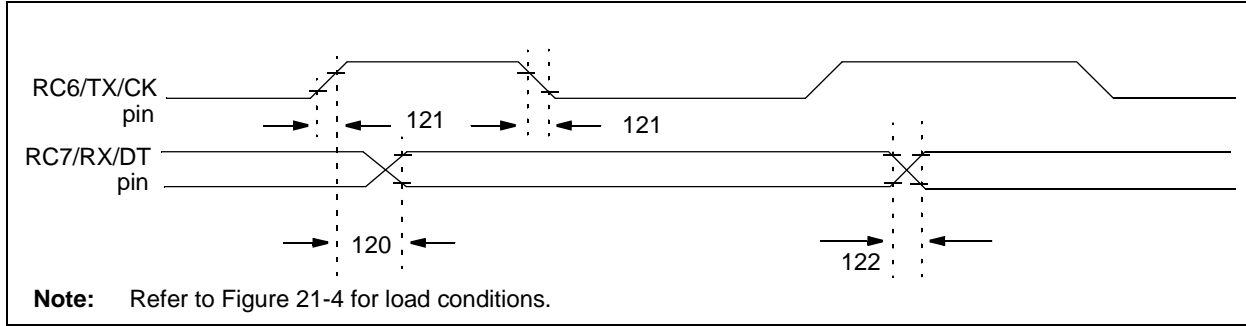 RC6/TX/CK
pin
121
121
RC7/RX/DT
pin
120
122
Note: Refer to Figure 21-4 for load conditions.